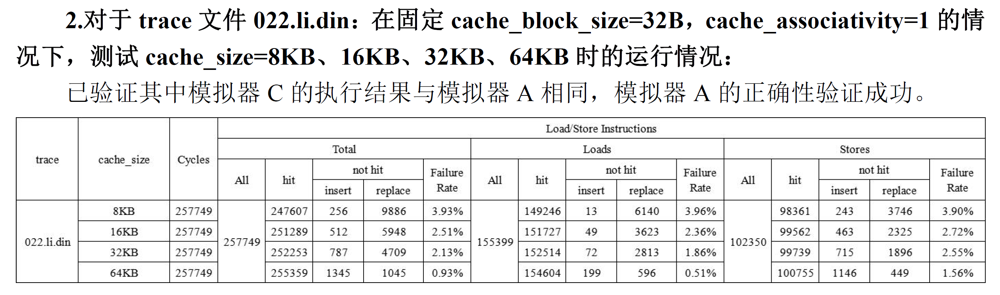 2.对于 trace 文件 022.li.din：在固定 cache_block_size=32B，cache_associativity=1 的情
况下，测试 cache_size=8KB、16KB、32KB、64KB 时的运行情况：
已验证其中模拟器 C 的执行结果与模拟器 A 相同，模拟器 A 的正确性验证成功。
trace cache_size Cycles Load/Store Instructions
Total Loads Stores
All hit not hit Failure Rate All hit not hit Failure Rate All hit not hit Failure Rate
insert replace insert replace insert replace
022.li.din 8KB 257749 257749 247607 256 9886 3.93% 155399 149246 13 6140 3.96% 102350 98361 243 3746 3.90%
16KB 257749 251289 512 5948 2.51% 151727 49 3623 2.36% 99562 463 2325 2.72%
32KB 257749 252253 787 4709 2.13% 152514 72 2813 1.86% 99739 715 1896 2.55%
64KB 257749 255359 1345 1045 0.93% 154604 199 596 0.51% 100755 1146 449 1.56%